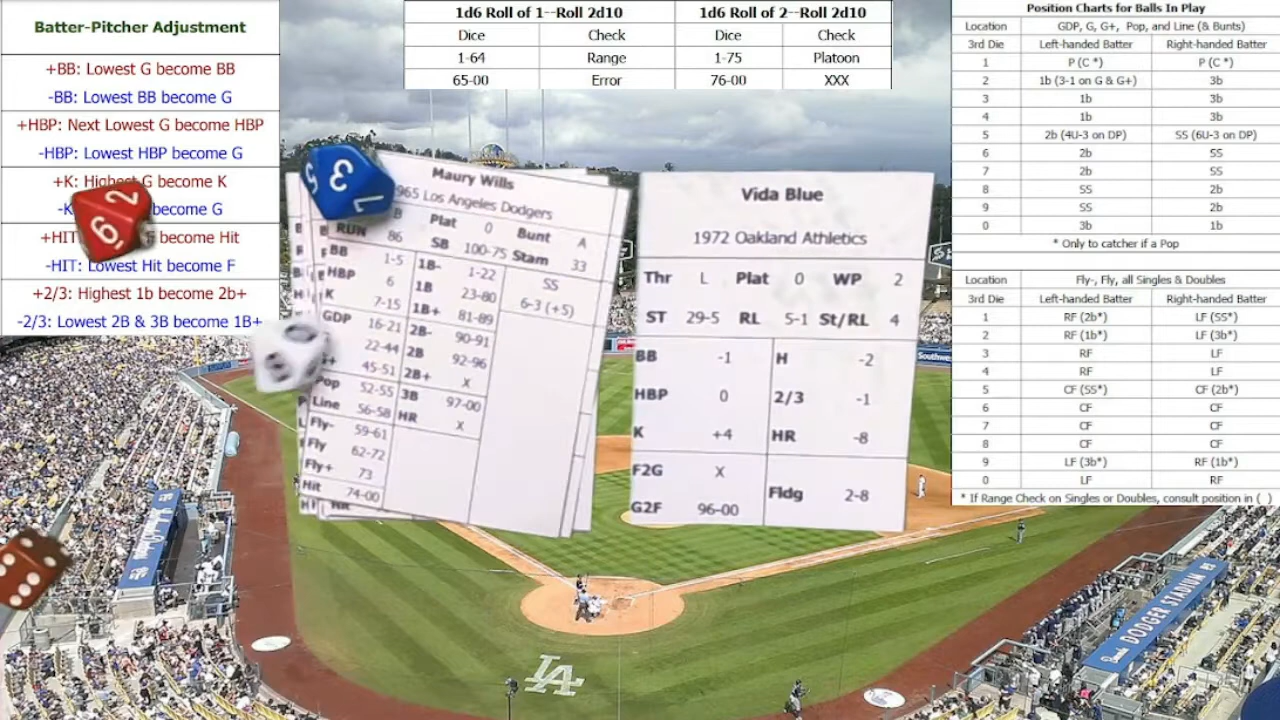 Batter-Pitcher Adjustment
+BB: Lowest G become BB
-BB: Lowest BB become G
+HBP: Next Lowest G become HBP
-HBP: Lowest HBP become G
+K: Highest G become K
-K become G
+HIT become Hit
-HIT: Lowest Hit become F
+2/3: Highest 1b become 2b+
-2/3: Lowest 2B & 3B become 1B+
1d6 Roll of 1--Roll 2d10 1d6 Roll of 2--Roll 2d10
Dice Check Dice Check
1-64 Range 1-75 Platoon
65-00 Error 76-00 XXX
Maury Wills
965 Los Angeles Dodgers
B Plat 0 Bunt A
RUN 86 SB 100-75 Stam 33
BB 1-5 1B- 1-22 SS
HBP 6 1B 23-80 6-3 (+5)
K 7-15 1B+ 81-89
GDP 16-21 2B- 90-91
22-44 2B 92-96
+ 45-51 2B+ X
Pop 52-55 3B 97-00
Line 56-58 HR X
Fly- 59-61
Fly 62-72
Fly+ 73
Hit 74-00
Vida Blue
1972 Oakland Athletics
Thr L Plat 0 WP 2
ST 29-5 RL 5-1 St/RL 4
BB -1 H -2
HBP 0 2/3 -1
K +4 HR -8
F2G X Fldg 2-8
G2F 96-00
Position Charts for Balls In Play
Location GDP, G, G+, Pop, and Line (& Bunts)
3rd Die Left-handed Batter Right-handed Batter
1 P (C *) P (C *)
2 1b (3-1 on G & G+) 3b
3 1b 3b
4 1b 3b
5 2b (4U-3 on DP) SS (6U-3 on DP)
6 2b SS
7 2b SS
8 SS 2b
9 SS 2b
0 3b 1b
* Only to catcher if a Pop
Location Fly-, Fly, all Singles & Doubles
3rd Die Left-handed Batter Right-handed Batter
1 RF (2b*) LF (SS*)
2 RF (1b*) LF (3b*)
3 RF LF
4 RF LF
5 CF (SS*) CF (2b*)
6 CF CF
7 CF CF
8 CF CF
9 LF (3b*) RF (1b*)
0 LF RF
* If Range Check on Singles or Doubles, consult position in ( )
3
5
7
2
6
Southwes
DODGER STADIUM
LA